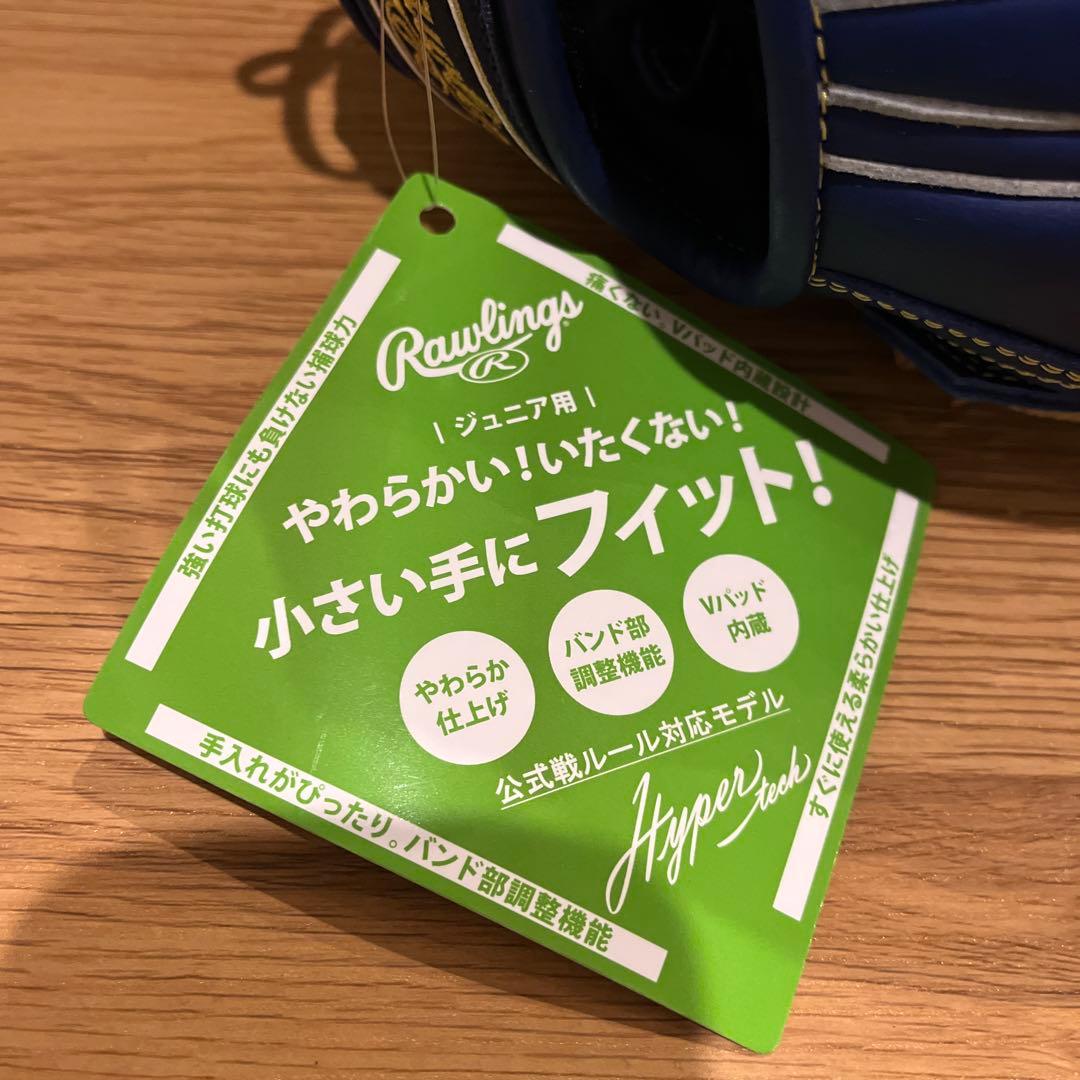 Rawlings
R
ジュニア用
やわらかい!いたくない!
小さい手にフィット!
やわらか
仕上げ
バンド部
調整機能
Vパッド
内蔵
公式戦ルール対応モデル
Hyper tech
強い打球にも負けない捕球力
痛くない。Vパッド内蔵設計
すぐに使える柔らかい仕上げ
手入れがぴったり。バンド部調整機能